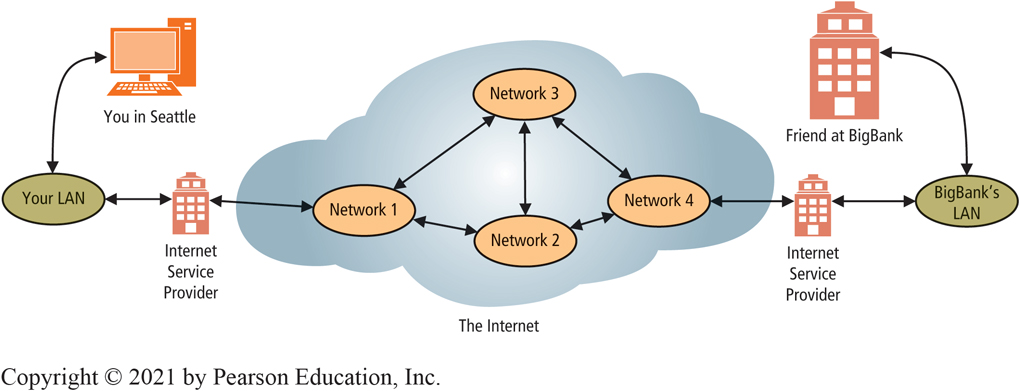 You in Seattle
Your LAN
Internet
Service
Provider
Network 1
Network 3
Network 2
Network 4
The Internet
Friend at BigBank
Internet
Service
Provider
BigBank's
LAN
Copyright © 2021 by Pearson Education, Inc.